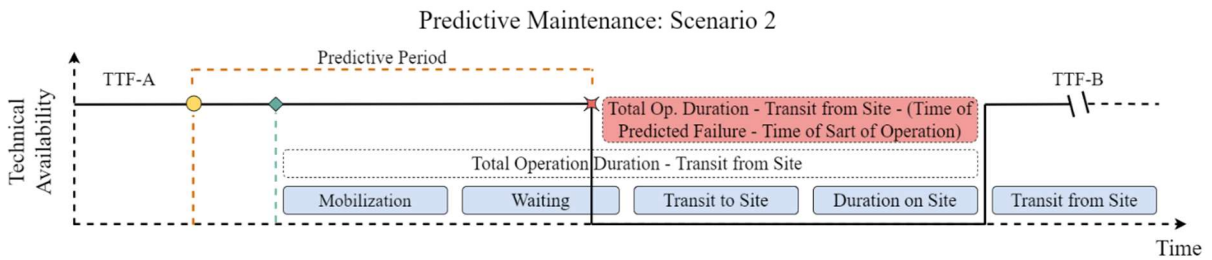 Predictive Maintenance: Scenario 2
Predictive Period
TTF-A
TTF-B
Technical
Availability
Total Op. Duration - Transit from Site - (Time of
Predicted Failure - Time of Sart of Operation)
Total Operation Duration - Transit from Site
Mobilization
Waiting
Transit to Site
Duration on Site
Transit from Site
Time